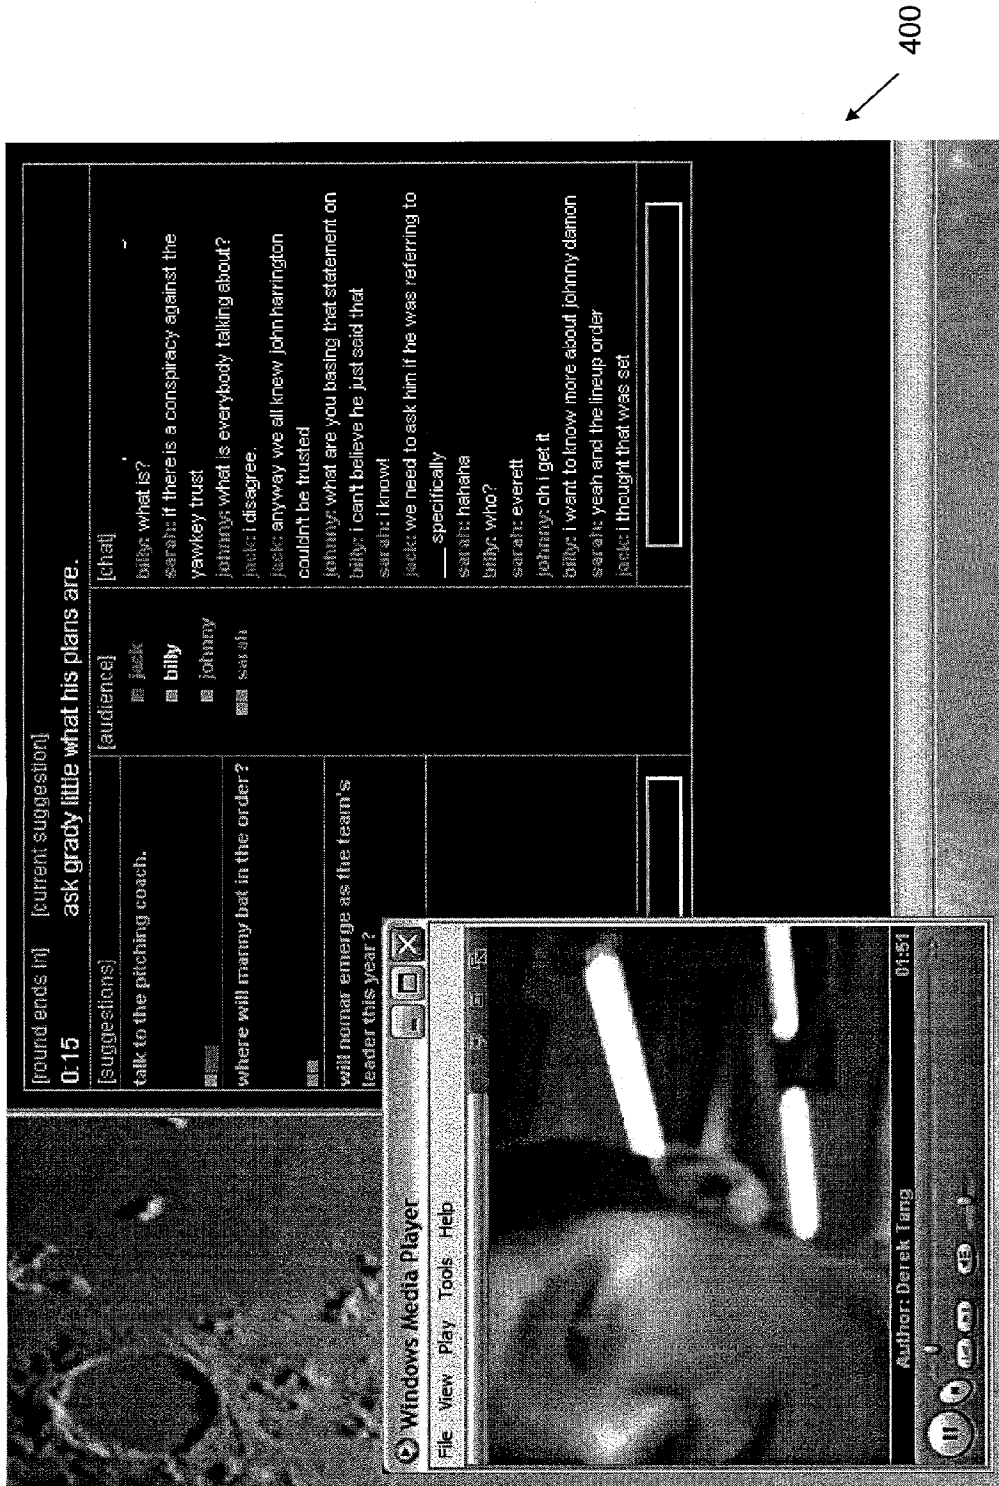 400
[round ends in] [current suggestion]
0:15 ask grady little what his plans are.
[suggestions]
talk to the pitching coach.
where will manny bat in the order?
will nomar emerge as the team's
leader this year?
[audience]
jack
billy
johnny
sarah
[chat]
billy: what is?
sarah: if there is a conspiracy against the
yawkey trust
johnny: what is everybody talking about?
jack: i disagree.
jack: anyway we all knew john harrington
couldn't be trusted
johnny: what are you basing that statement on
billy: i can't believe he just said that
sarah: i know!
jack: we need to ask him if he was referring to
___ specifically
sarah: hahaha
billy: who?
sarah: everett
johnny: oh i get it
billy: i want to know more about johnny damon
sarah: yeah and the lineup order
jack: i thought that was set
Windows Media Player
File View Play Tools Help
Author: Derek Tang 01:51